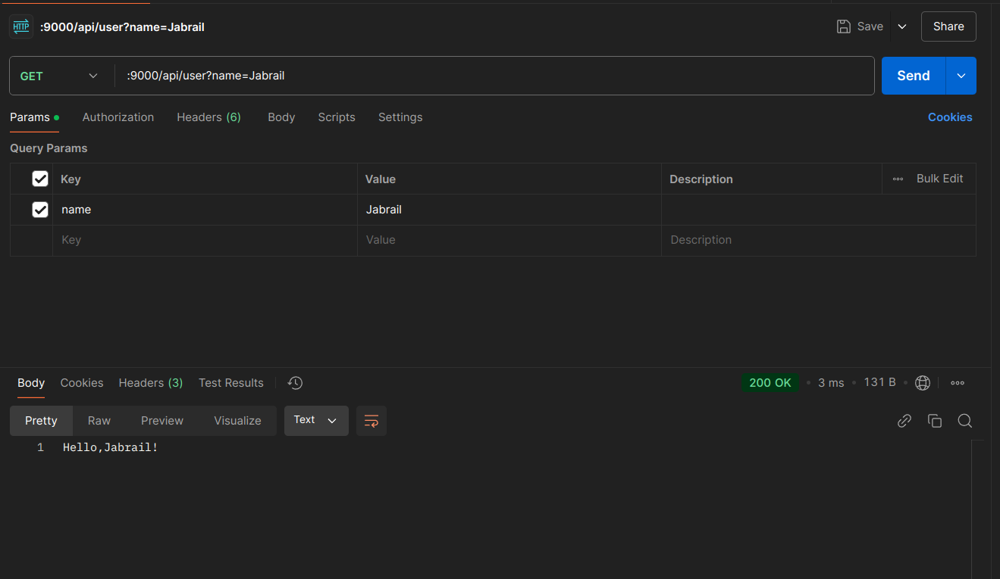 HTTP :9000/api/user?name=Jabrail Save Share
GET :9000/api/user?name=Jabrail Send
Params Authorization Headers (6) Body Scripts Settings Cookies
Query Params
Key Value Description Bulk Edit
name Jabrail
Key Value Description
Body Cookies Headers (3) Test Results 200 OK • 3 ms • 131 B •
Pretty Raw Preview Visualize Text
1 Hello,Jabrail!